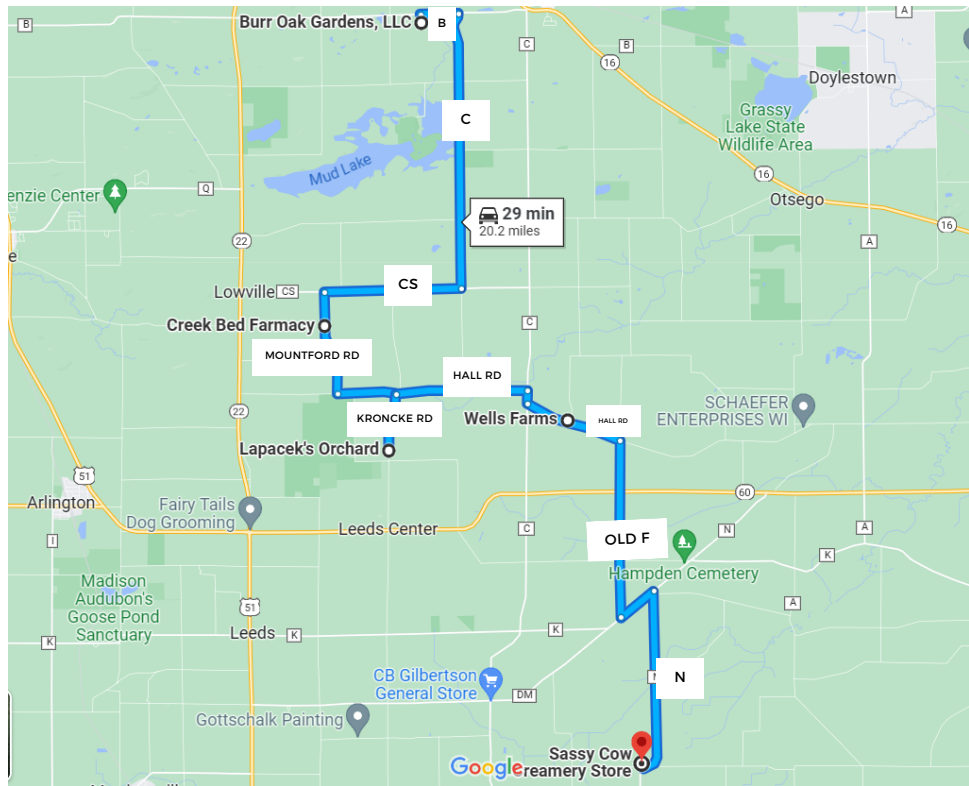 B
Burr Oak Gardens, LLC
B
A
C
B
16
Doylestown
C
Grassy
Lake State
Wildlife Area
Mud Lake
16
enzie Center
Q
Otsego
29 min
20.2 miles
16
e
22
A
CS
Lowville
CS
Creek Bed Farmacy
C
MOUNTFORD RD
HALL RD
SCHAEFER
ENTERPRISES WI
22
KRONCKE RD
Wells Farms
HALL RD
Lapacek's Orchard
51
60
Arlington
Fairy Tails
Dog Grooming
Leeds Center
C
N
A
I
OLD F
K
Hampden Cemetery
Madison
Audubon's
Goose Pond
Sanctuary
51
A
K
Leeds
K
K
CB Gilbertson
General Store
N
DM
Gottschalk Painting
Sassy Cow
Google
reamery Store